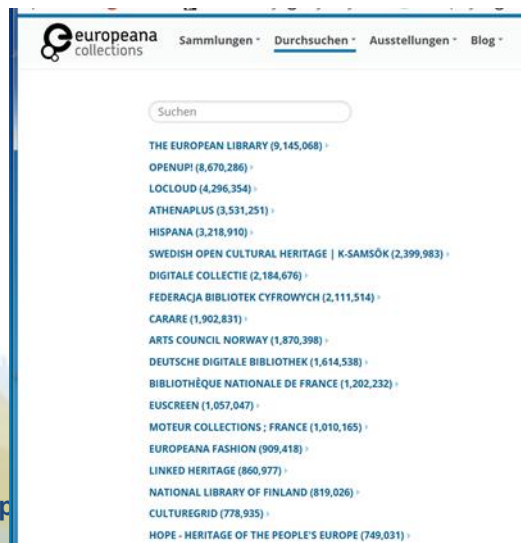 europeana
collections
Sammlungen Durchsuchen Ausstellungen Blog
Suchen
THE EUROPEAN LIBRARY (9,145,068)
OPENUP! (8,670,286)
LOCLOUD (4,296,354)
ATHENAPLUS (3,531,251)
HISPANA (3,218,910)
SWEDISH OPEN CULTURAL HERITAGE | K-SAMSÖK (2,399,983)
DIGITALE COLLECTIE (2,184,676)
FEDERACJA BIBLIOTEK CYFROWYCH (2,111,514)
CARARE (1,902,831)
ARTS COUNCIL NORWAY (1,870,398)
DEUTSCHE DIGITALE BIBLIOTHEK (1,614,538)
BIBLIOTHÈQUE NATIONALE DE FRANCE (1,202,232)
EUSCREEN (1,057,047)
MOTEUR COLLECTIONS ; FRANCE (1,010,165)
EUROPEANA FASHION (909,418)
LINKED HERITAGE (860,977)
NATIONAL LIBRARY OF FINLAND (819,026)
CULTUREGRID (778,935)
HOPE - HERITAGE OF THE PEOPLE'S EUROPE (749,031)